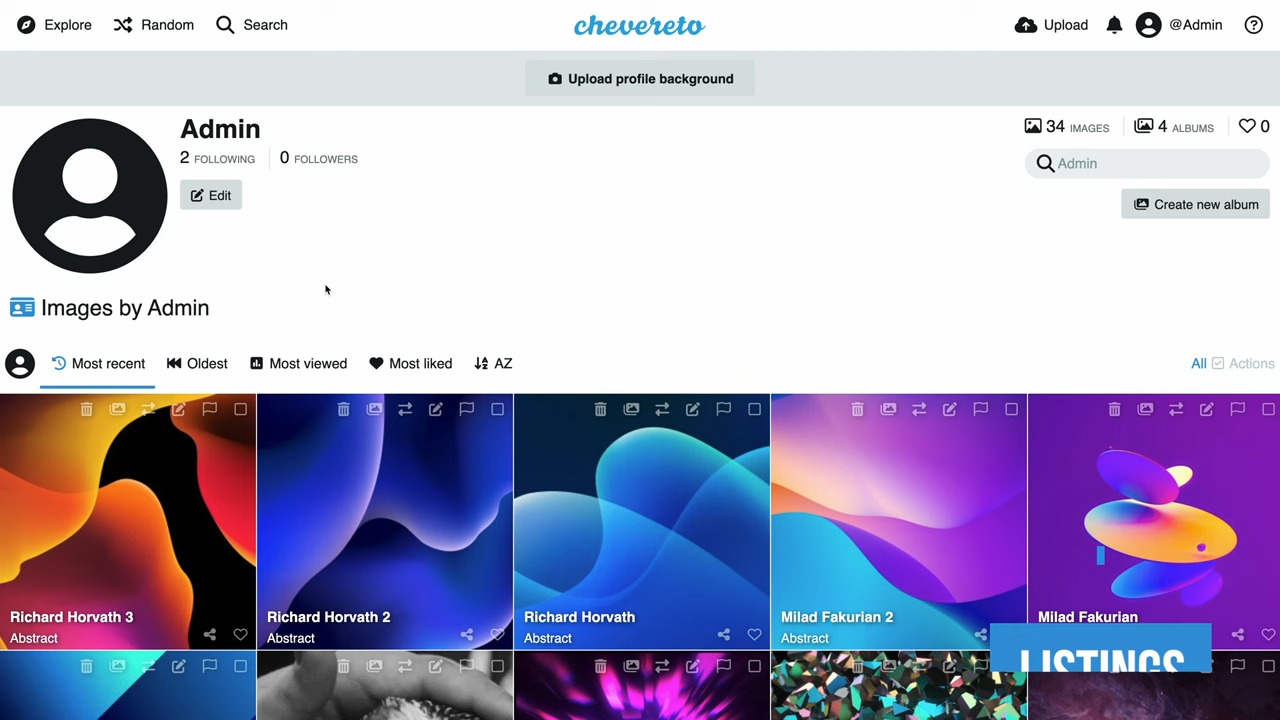 Explore Random Search chevereto Upload @Admin
Upload profile background
Admin
2 FOLLOWING 0 FOLLOWERS
34 IMAGES 4 ALBUMS 0
Admin
Edit
Create new album
Images by Admin
Most recent Oldest Most viewed Most liked AZ All Actions
Richard Horvath 3
Abstract
Richard Horvath 2
Abstract
Richard Horvath
Abstract
Milad Fakurian 2
Abstract
Milad Fakurian
LISTINGS